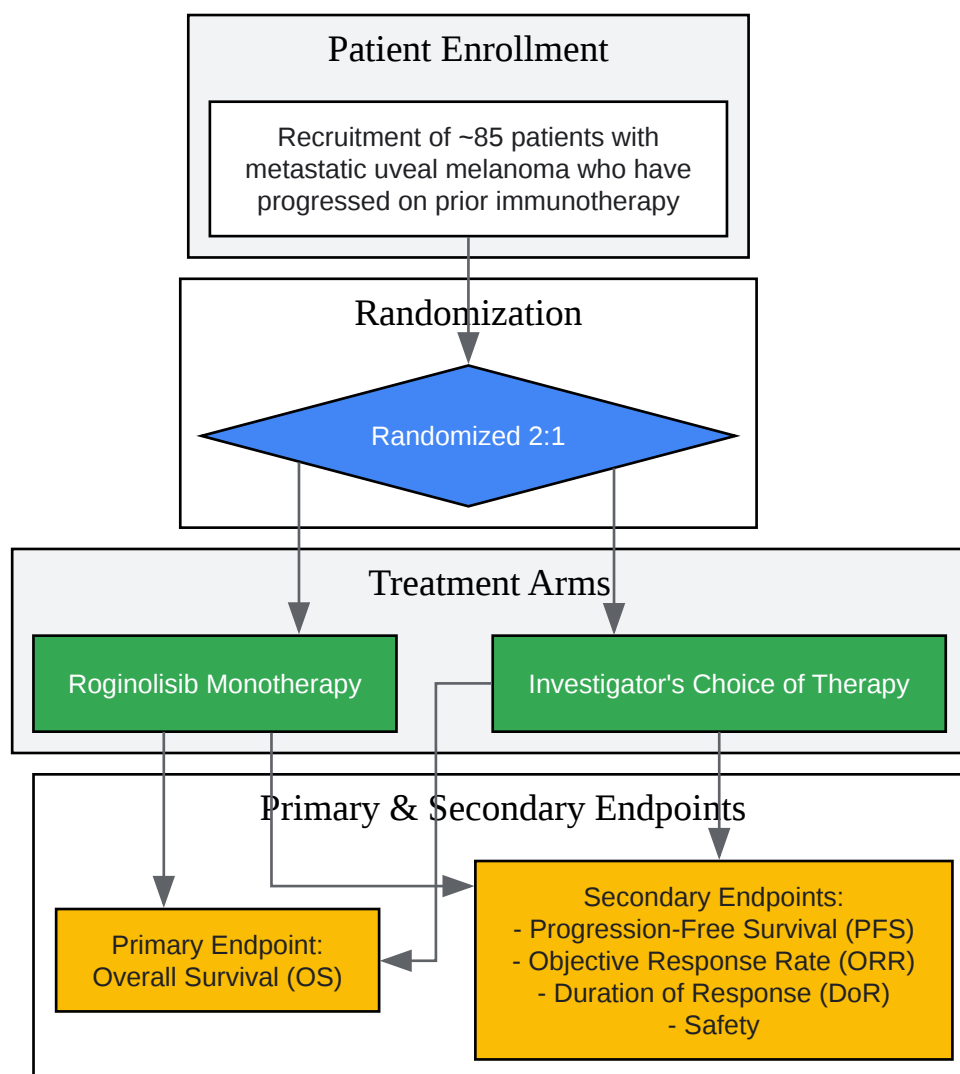 Patient Enrollment
Recruitment of ~85 patients with
metastatic uveal melanoma who have
progressed on prior immunotherapy
Randomization
Randomized 2:1
Treatment Arms
Roginolisib Monotherapy
Investigator's Choice of Therapy
Primary & Secondary Endpoints
Primary Endpoint:
Overall Survival (OS)
Secondary Endpoints:
- Progression-Free Survival (PFS)
- Objective Response Rate (ORR)
- Duration of Response (DoR)
- Safety